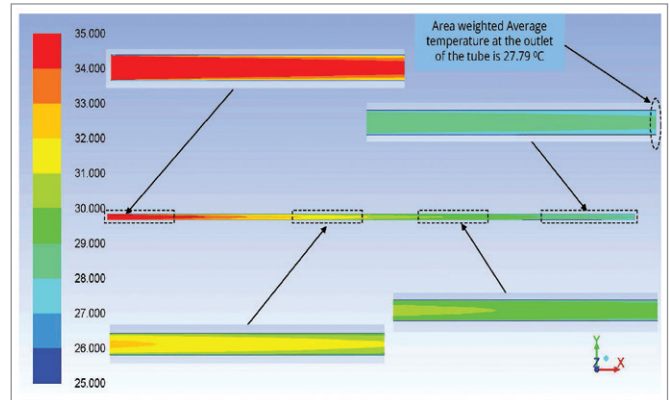 35.000
34.000
33.000
32.000
31.000
30.000
29.000
28.000
27.000
26.000
25.000
Area weighted Average
temperature at the outlet
of the tube is 27.79 ⁰C
Y
Z
X